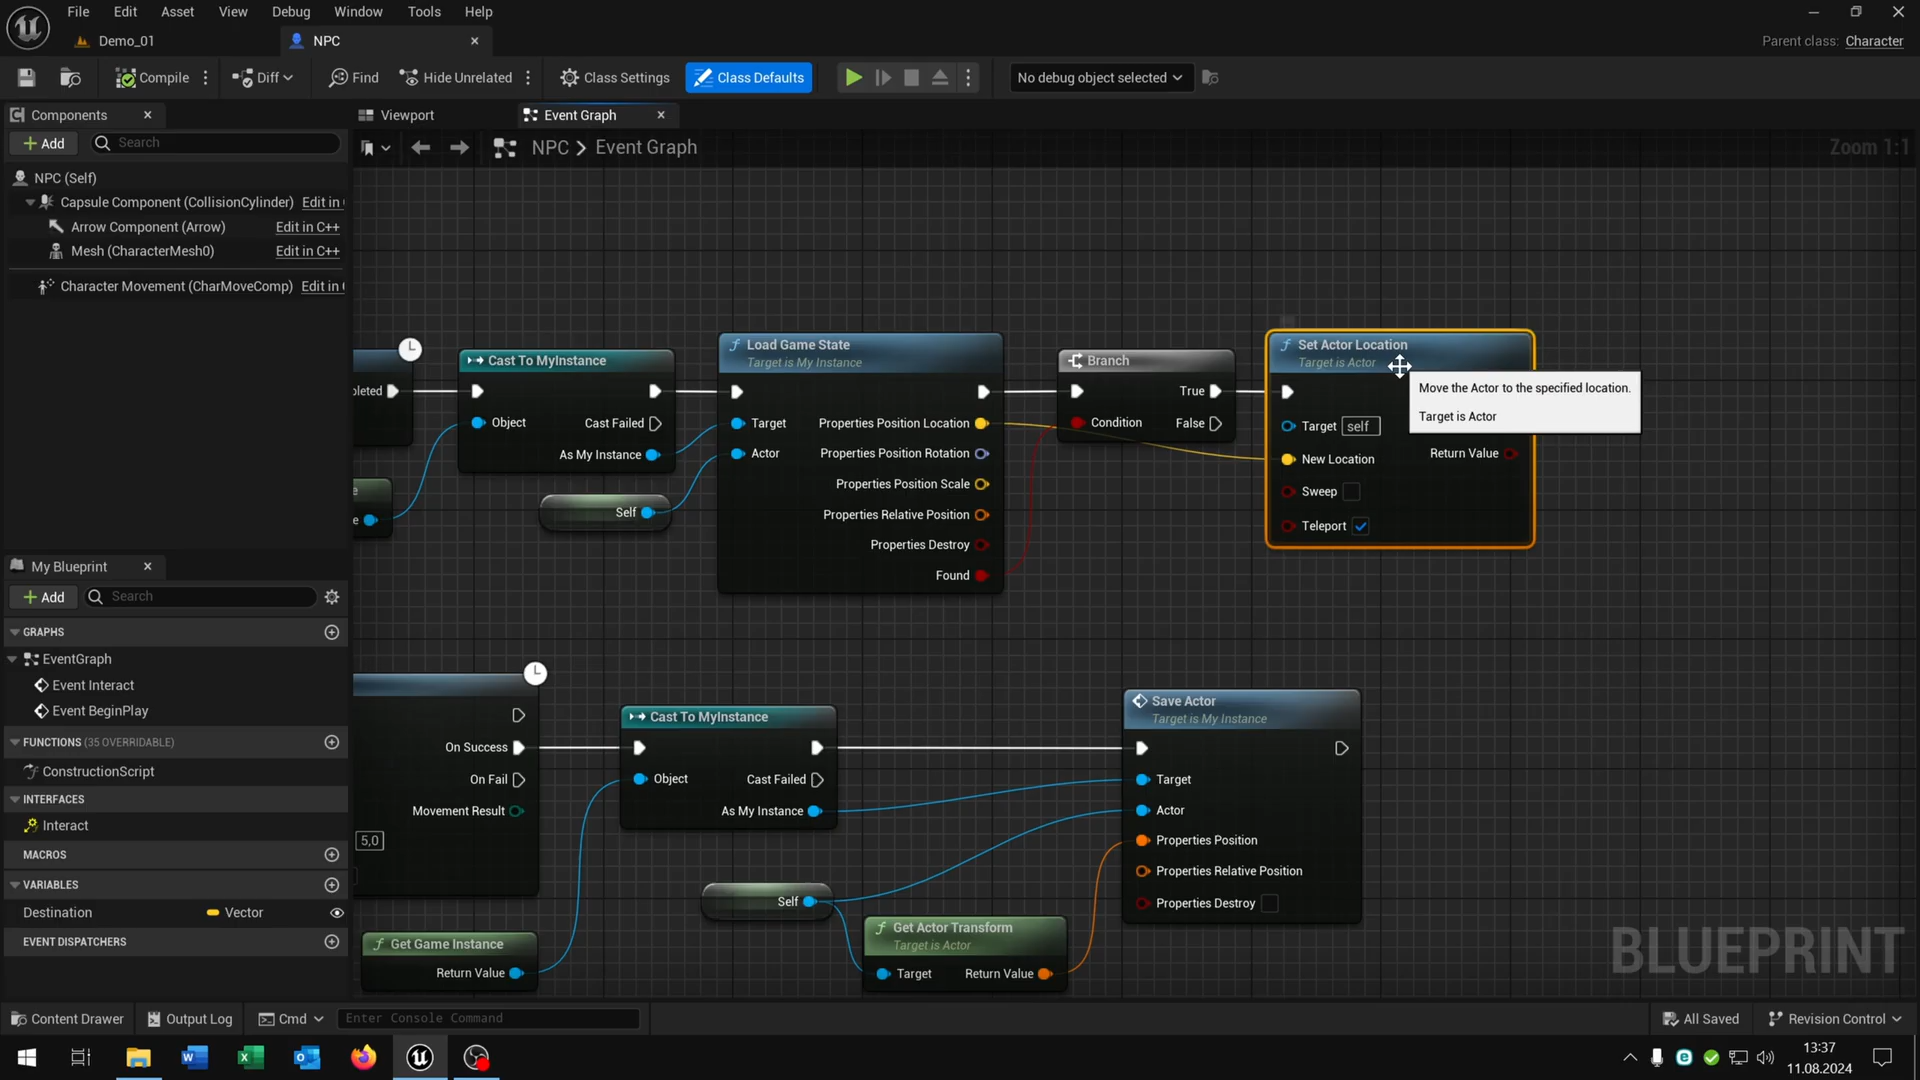 File Edit Asset View Debug Window Tools Help
Demo_01
NPC
Parent class: Character
Compile
Diff
Find
Hide Unrelated
Class Settings
Class Defaults
No debug object selected
Components
Add
Search
NPC (Self)
Capsule Component (CollisionCylinder) Edit in
Arrow Component (Arrow) Edit in C++
Mesh (CharacterMesh0) Edit in C++
Character Movement (CharMoveComp) Edit in
My Blueprint
Add
Search
GRAPHS
EventGraph
Event Interact
Event BeginPlay
FUNCTIONS (35 OVERRIDABLE)
ConstructionScript
INTERFACES
Interact
MACROS
VARIABLES
Destination Vector
EVENT DISPATCHERS
Viewport
Event Graph
NPC > Event Graph
Zoom 1:1
leted
e
e
Cast To MyInstance
Object
Cast Failed
As My Instance
Self
Load Game State
Target is My Instance
Target
Actor
Properties Position Location
Properties Position Rotation
Properties Position Scale
Properties Relative Position
Properties Destroy
Found
Branch
True
Condition
False
Set Actor Location
Target is Actor
Target self
New Location
Sweep
Teleport
Return Value
Move the Actor to the specified location.
Target is Actor
On Success
On Fail
Movement Result
5,0
Cast To MyInstance
Object
Cast Failed
As My Instance
Self
Get Game Instance
Return Value
Get Actor Transform
Target is Actor
Target
Return Value
Save Actor
Target is My Instance
Target
Actor
Properties Position
Properties Relative Position
Properties Destroy
BLUEPRINT
Content Drawer
Output Log
Cmd
Enter Console Command
All Saved
Revision Control
13:37
11.08.2024